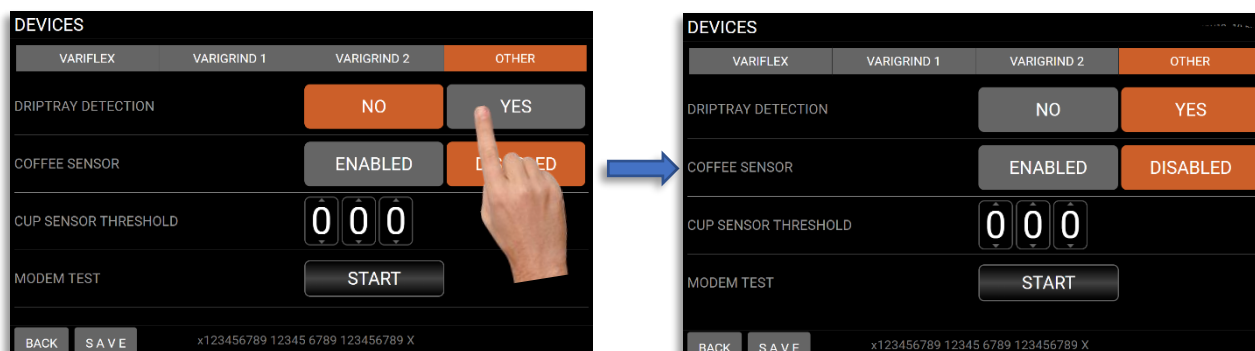 DEVICES
VARIFLEX VARIGRIND 1 VARIGRIND 2 OTHER
DRIPTRAY DETECTION NO YES
COFFEE SENSOR ENABLED
CUP SENSOR THRESHOLD 0 0 0
MODEM TEST START
BACK S A V E x123456789 12345 6789 123456789 X
DEVICES
VARIFLEX VARIGRIND 1 VARIGRIND 2 OTHER
DRIPTRAY DETECTION NO YES
COFFEE SENSOR ENABLED DISABLED
CUP SENSOR THRESHOLD 0 0 0
MODEM TEST START
BACK S A V E x123456789 12345 6789 123456789 X